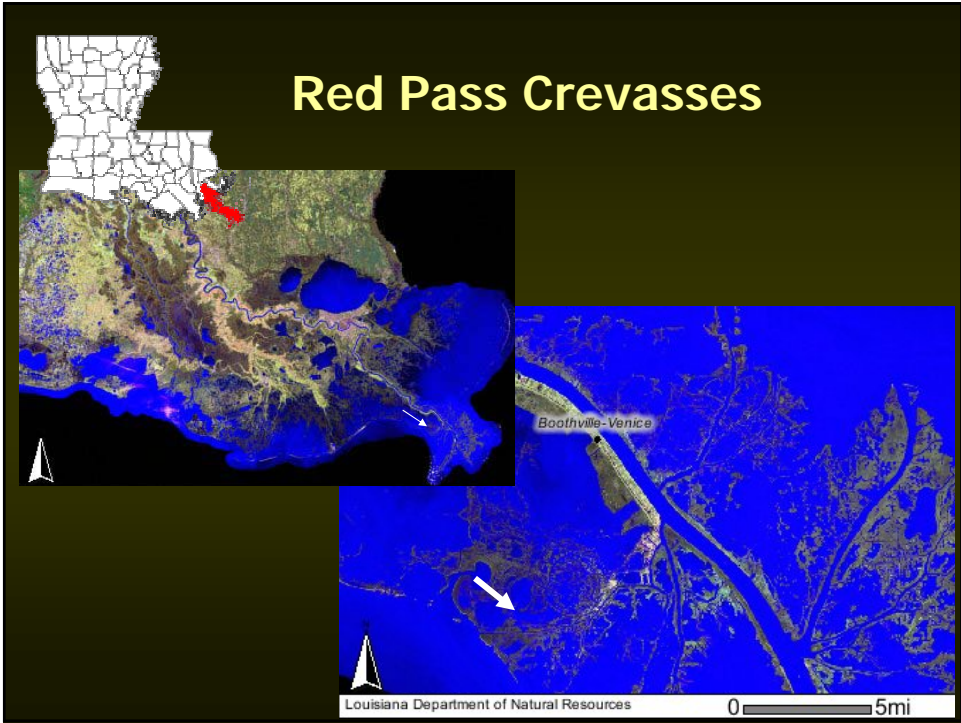 Red Pass Crevasses
Boothville-Venice
Louisiana Department of Natural Resources
0 5mi